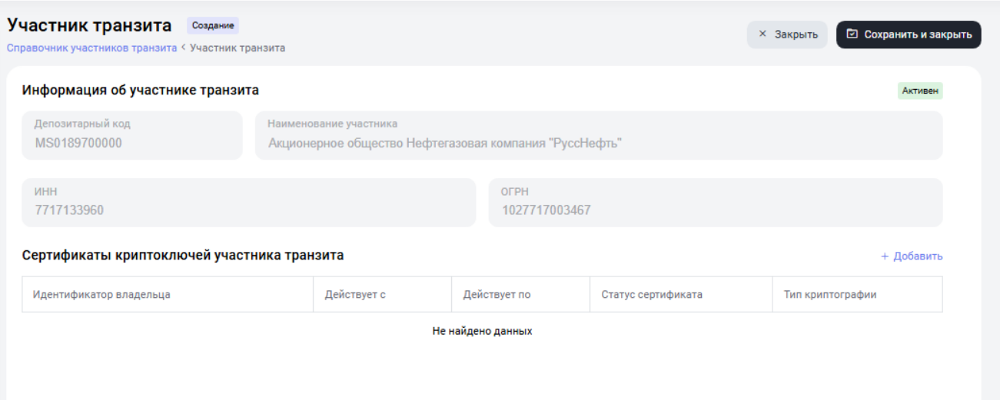 Участник транзита Создание
× Закрыть Сохранить и закрыть
Справочник участников транзита < Участник транзита
Информация об участнике транзита Активен
Депозитарный код Наименование участника
MS0189700000 Акционерное общество Нефтегазовая компания "РуссНефть"
ИНН ОГРН
7717133960 1027717003467
Сертификаты криптоключей участника транзита + Добавить
Идентификатор владельца Действует с Действует по Статус сертификата Тип криптографии
Не найдено данных